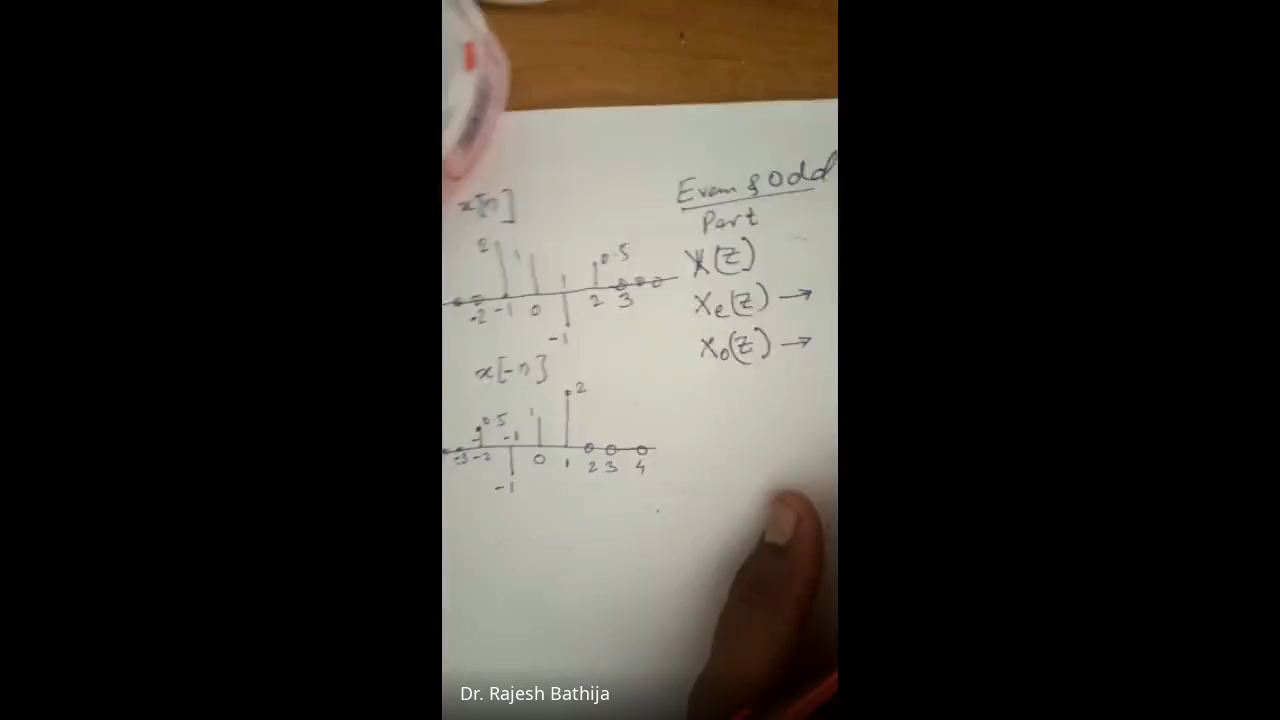 x[n]
Even & Odd
Part
2 1 1 0.5
-2 -1 0 2 3
-1
X(z)
Xe(z) →
Xo(z) →
x[-n]
2
0.5 -1 1
-3 -2 0 1 2 3 4
-1
Dr. Rajesh Bathija